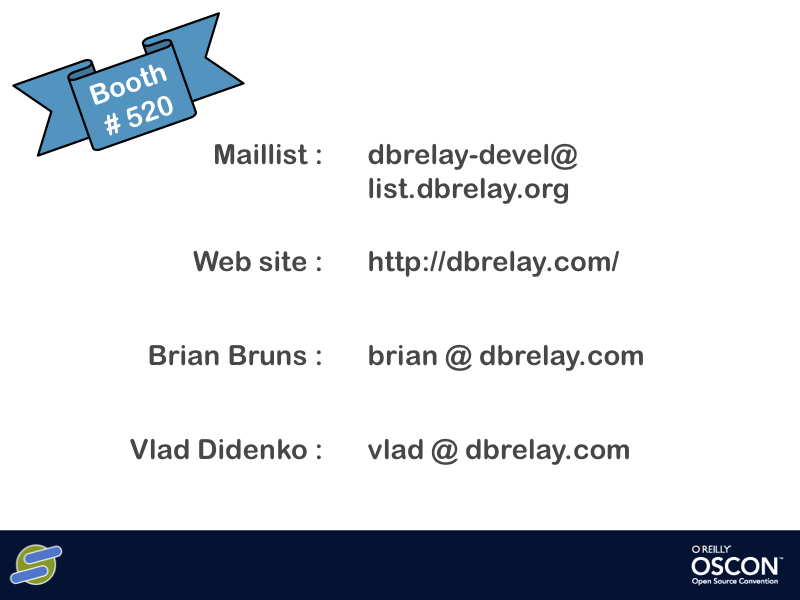 Booth
# 520
Maillist : dbrelay-devel@
list.dbrelay.org
Web site : http://dbrelay.com/
Brian Bruns : brian @ dbrelay.com
Vlad Didenko : vlad @ dbrelay.com
O'REILLY®
OSCON™
Open Source Convention